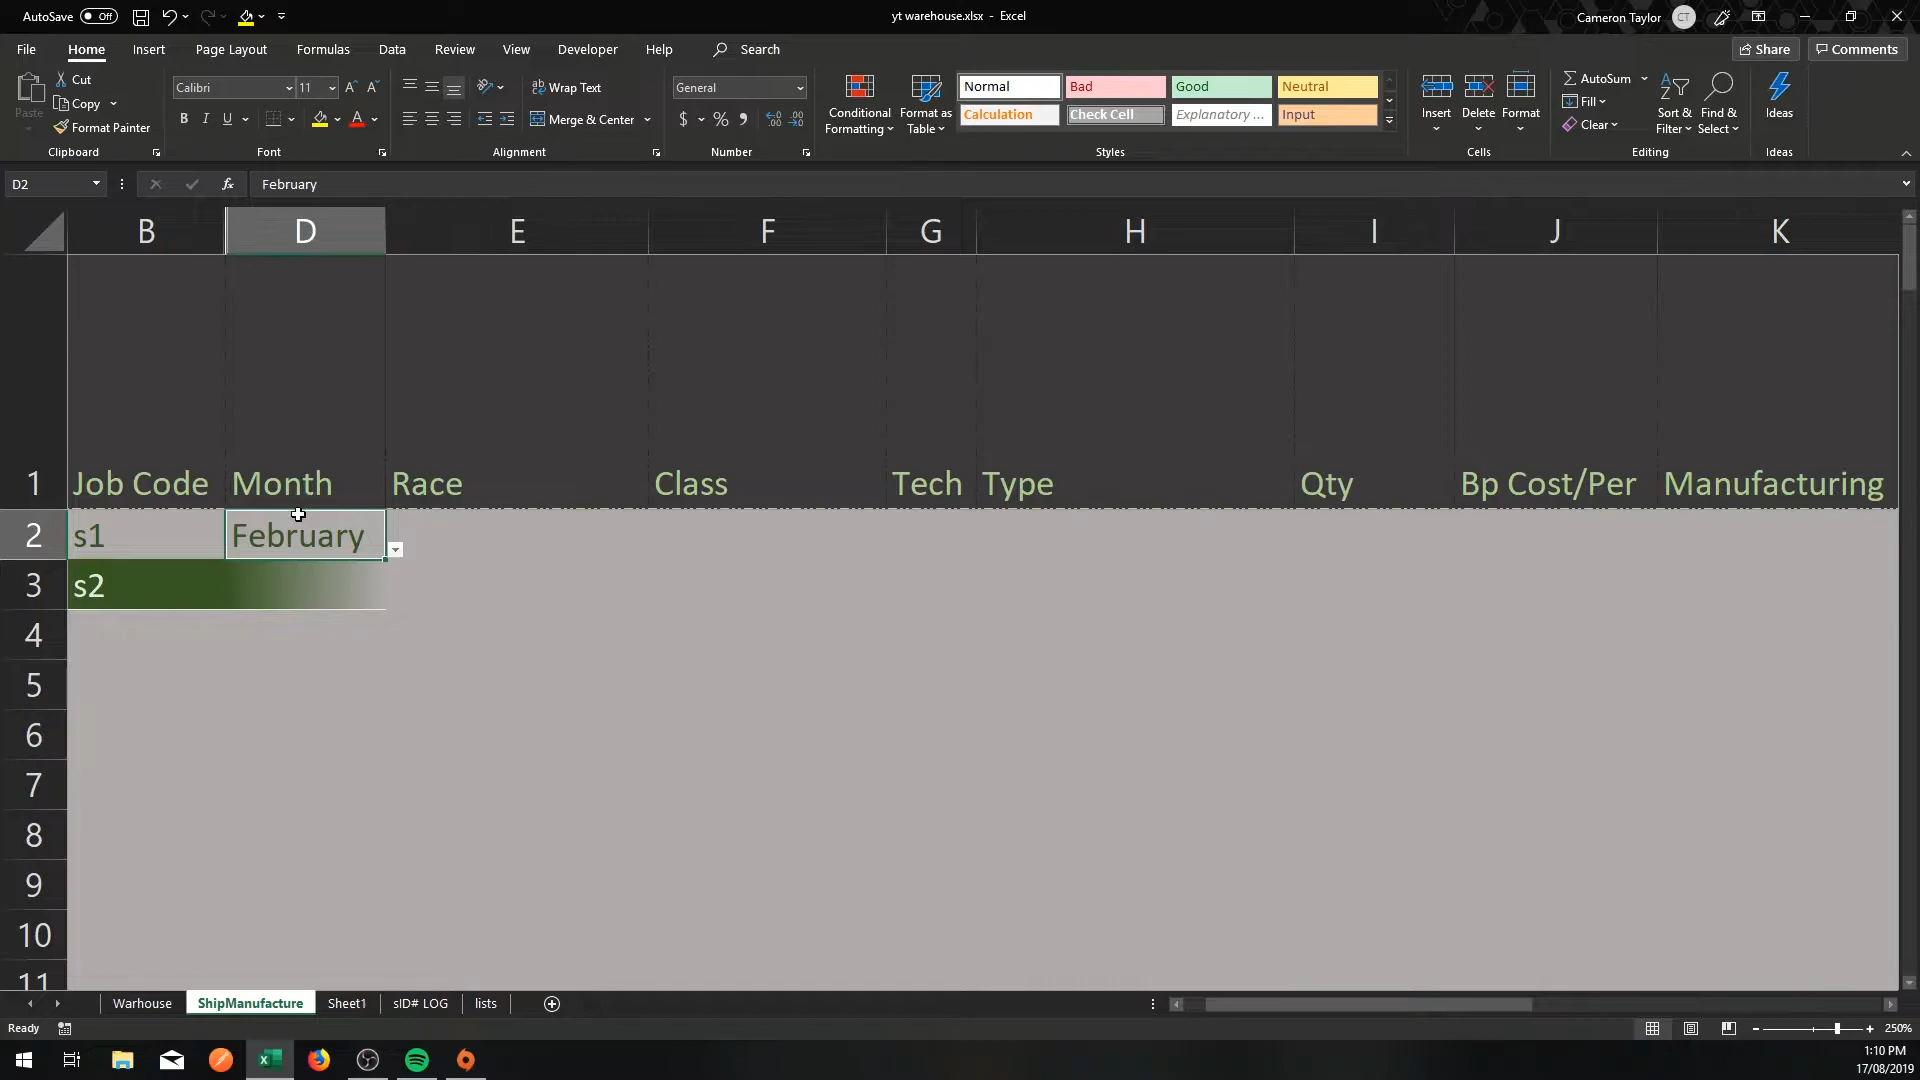 AutoSave Off
yt warehouse.xlsx - Excel
Cameron Taylor CT
File Home Insert Page Layout Formulas Data Review View Developer Help Search
Share Comments
Paste
Cut
Copy
Format Painter
Clipboard
Calibri 11
B I U
Font
Wrap Text
Merge & Center
Alignment
General
$ % ,
Number
Conditional Formatting
Format as Table
Normal Bad Good Neutral
Calculation Check Cell Explanatory ... Input
Styles
Insert Delete Format
Cells
AutoSum
Fill
Clear
Sort & Filter
Find & Select
Editing
Ideas
Ideas
D2 fx February
B D E F G H I J K
1 Job Code Month Race Class Tech Type Qty Bp Cost/Per Manufacturing
2 s1 February
3 s2
4
5
6
7
8
9
10
11
Warhouse ShipManufacture Sheet1 sID# LOG lists
Ready
250%
1:10 PM
17/08/2019